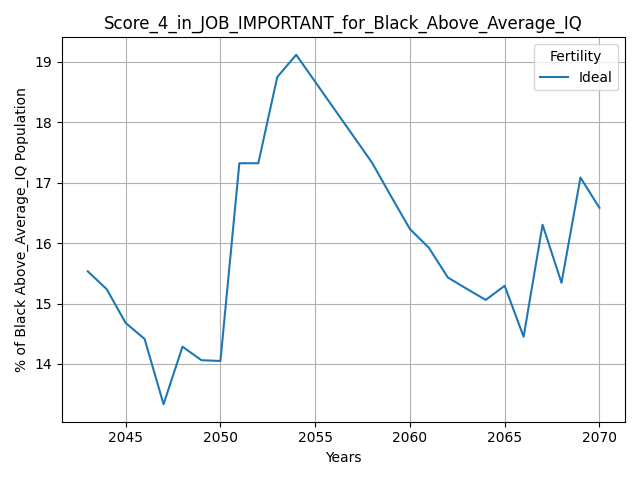 Score_4_in_JOB_IMPORTANT_for_Black_Above_Average_IQ
Fertility
Ideal
% of Black Above_Average_IQ Population
19
18
17
16
15
14
2045
2050
2055
2060
2065
2070
Years